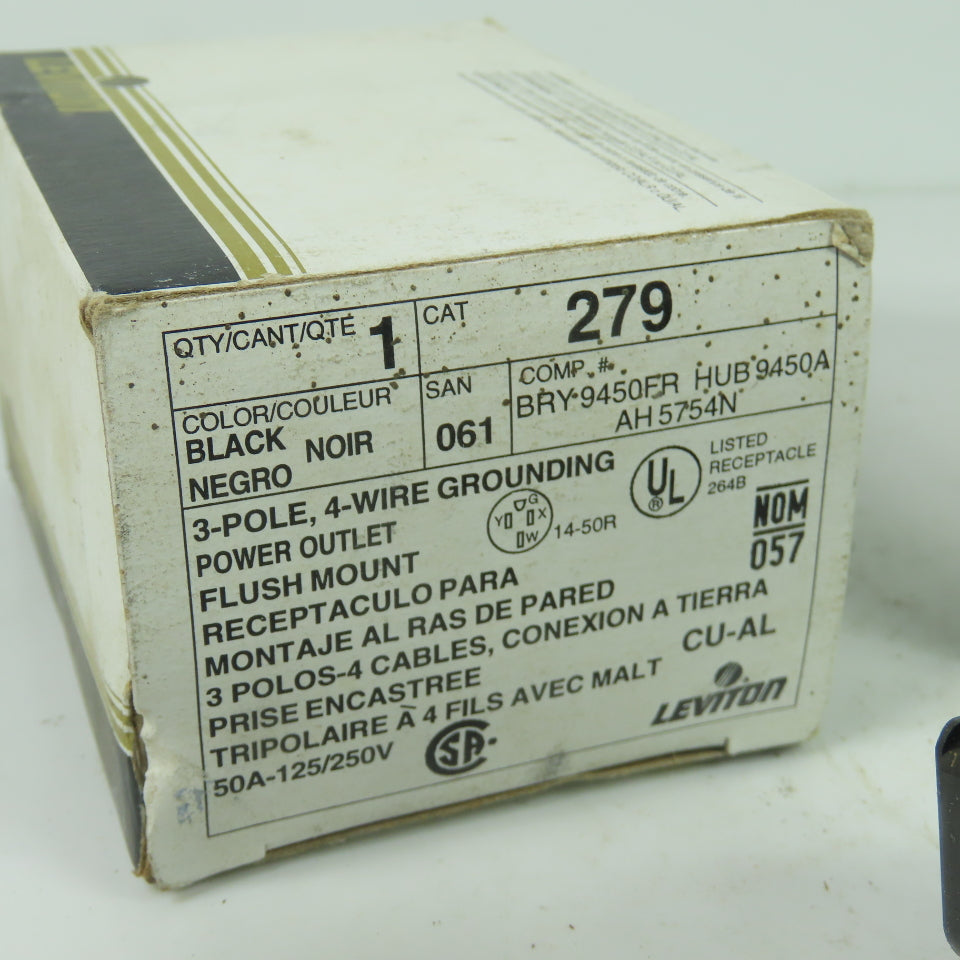 QTY/CANT/QTE 1
CAT 279
COLOR/COULEUR
BLACK NOIR
NEGRO
SAN
061
COMP. #
BRY 9450FR HUB 9450A
AH 5754N
3-POLE, 4-WIRE GROUNDING
POWER OUTLET
FLUSH MOUNT
G
Y X
W
14-50R
UL
®
LISTED
RECEPTACLE
264B
NOM
057
RECEPTACULO PARA
MONTAJE AL RAS DE PARED
3 POLOS-4 CABLES, CONEXION A TIERRA
PRISE ENCASTREE
TRIPOLAIRE À 4 FILS AVEC MALT
50A-125/250V
SA
CU-AL
LEVITON